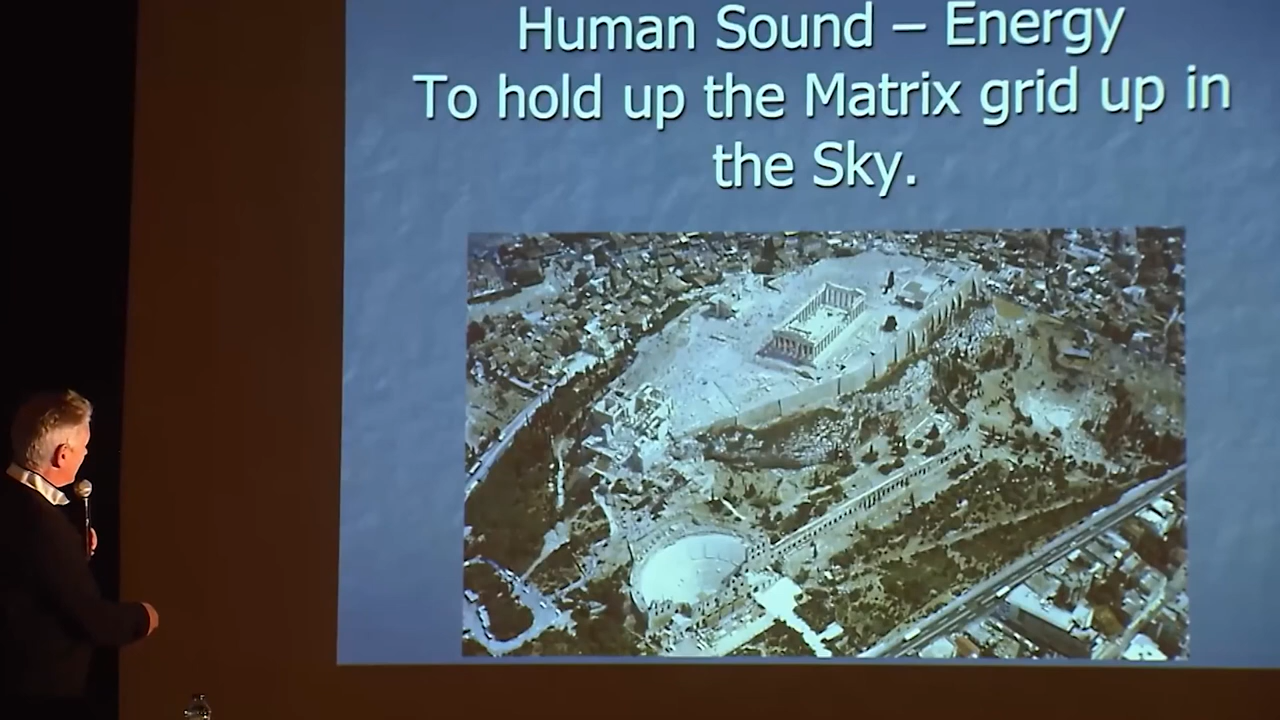 Human Sound – Energy
To hold up the Matrix grid up in
the Sky.